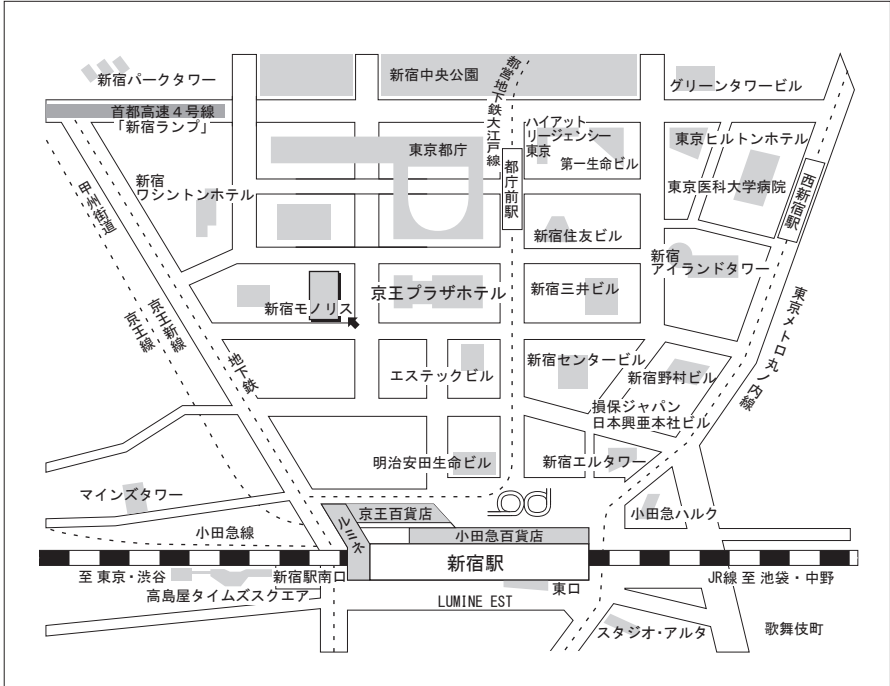 新宿中央公園
新宿パークタワー
グリーンタワービル
首都高速４号線
「新宿ランプ」
都営地下鉄大江戸線
ハイアット
リージェンシー
東京
第一生命ビル
東京ヒルトンホテル
東京都庁
都庁前駅
新宿
ワシントンホテル
東京医科大学病院
西新宿駅
甲州街道
新宿住友ビル
新宿
アイランドタワー
京王プラザホテル
新宿三井ビル
新宿モノリス
京王新線
京王線
東京メトロ丸ノ内線
地下鉄
エステックビル
新宿センタービル
新宿野村ビル
損保ジャパン
日本興亜本社ビル
明治安田生命ビル
新宿エルタワー
マインズタワー
京王百貨店
小田急ハルク
ルミネ
小田急線
小田急百貨店
新宿駅
至 東京・渋谷
新宿駅南口
東口
JR線 至 池袋・中野
高島屋タイムズスクエア
LUMINE EST
スタジオ・アルタ
歌舞伎町